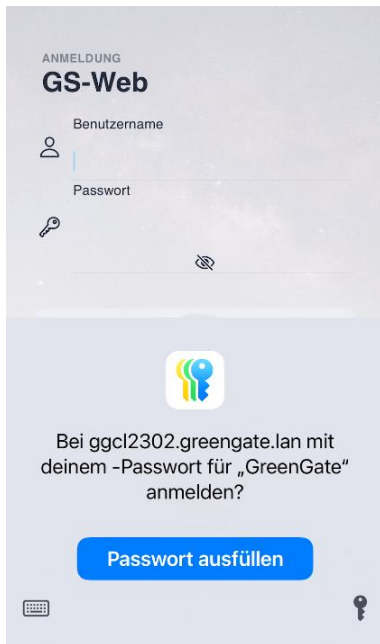 ANMELDUNG
GS-Web
Benutzername
Passwort
Bei ggcl2302.greengate.lan mit
deinem -Passwort für „GreenGate“
anmelden?
Passwort ausfüllen